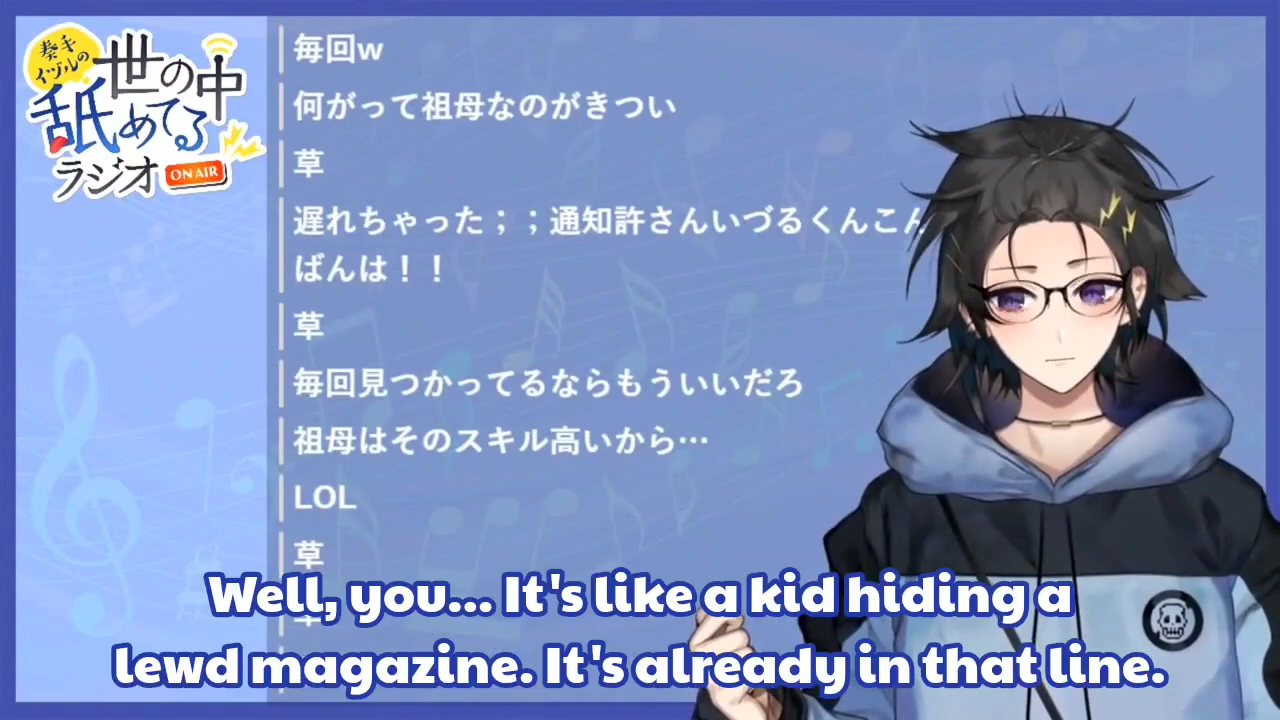 奏手
イヅルの
世の中
舐めてる
ラジオ
ON AIR
毎回w
何がって祖母なのがきつい
草
遅れちゃった；；通知許さんいづるくんこん
ばんは！！
草
毎回見つかってるならもういいだろ
祖母はそのスキル高いから…
LOL
草
Well, you... It's like a kid hiding a
lewd magazine. It's already in that line.